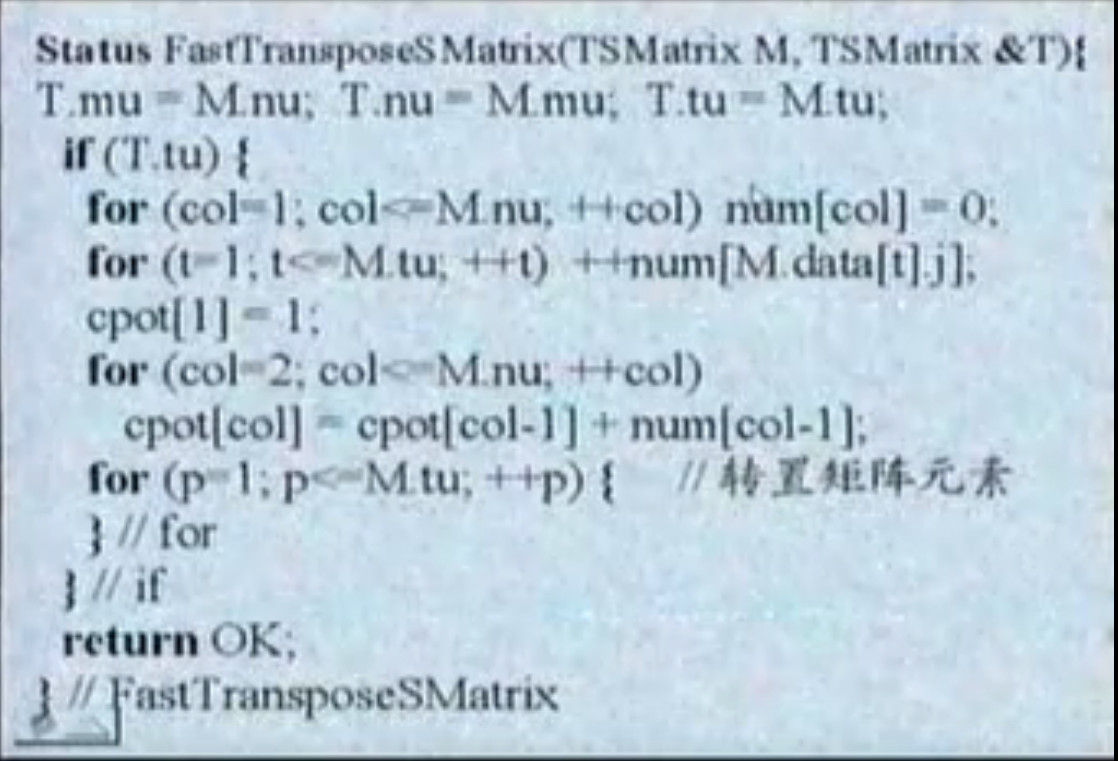 Status FastTransposeSMatrix(TSMatrix M, TSMatrix &T){
T.mu = M.nu; T.nu = M.mu; T.tu = M.tu;
if (T.tu) {
for (col=1; col<=M.nu; ++col) num[col] = 0;
for (t=1; t<=M.tu; ++t) ++num[M.data[t].j];
cpot[1] = 1;
for (col=2; col<=M.nu; ++col)
cpot[col] = cpot[col-1] + num[col-1];
for (p=1; p<=M.tu; ++p) { // 转置矩阵元素
} // for
} // if
return OK;
} // FastTransposeSMatrix